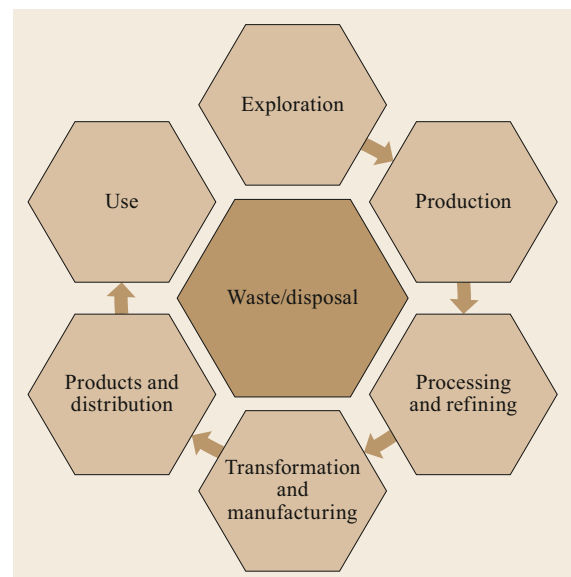 Exploration
Production
Processing
and refining
Transformation
and
manufacturing
Products and
distribution
Use
Waste/disposal